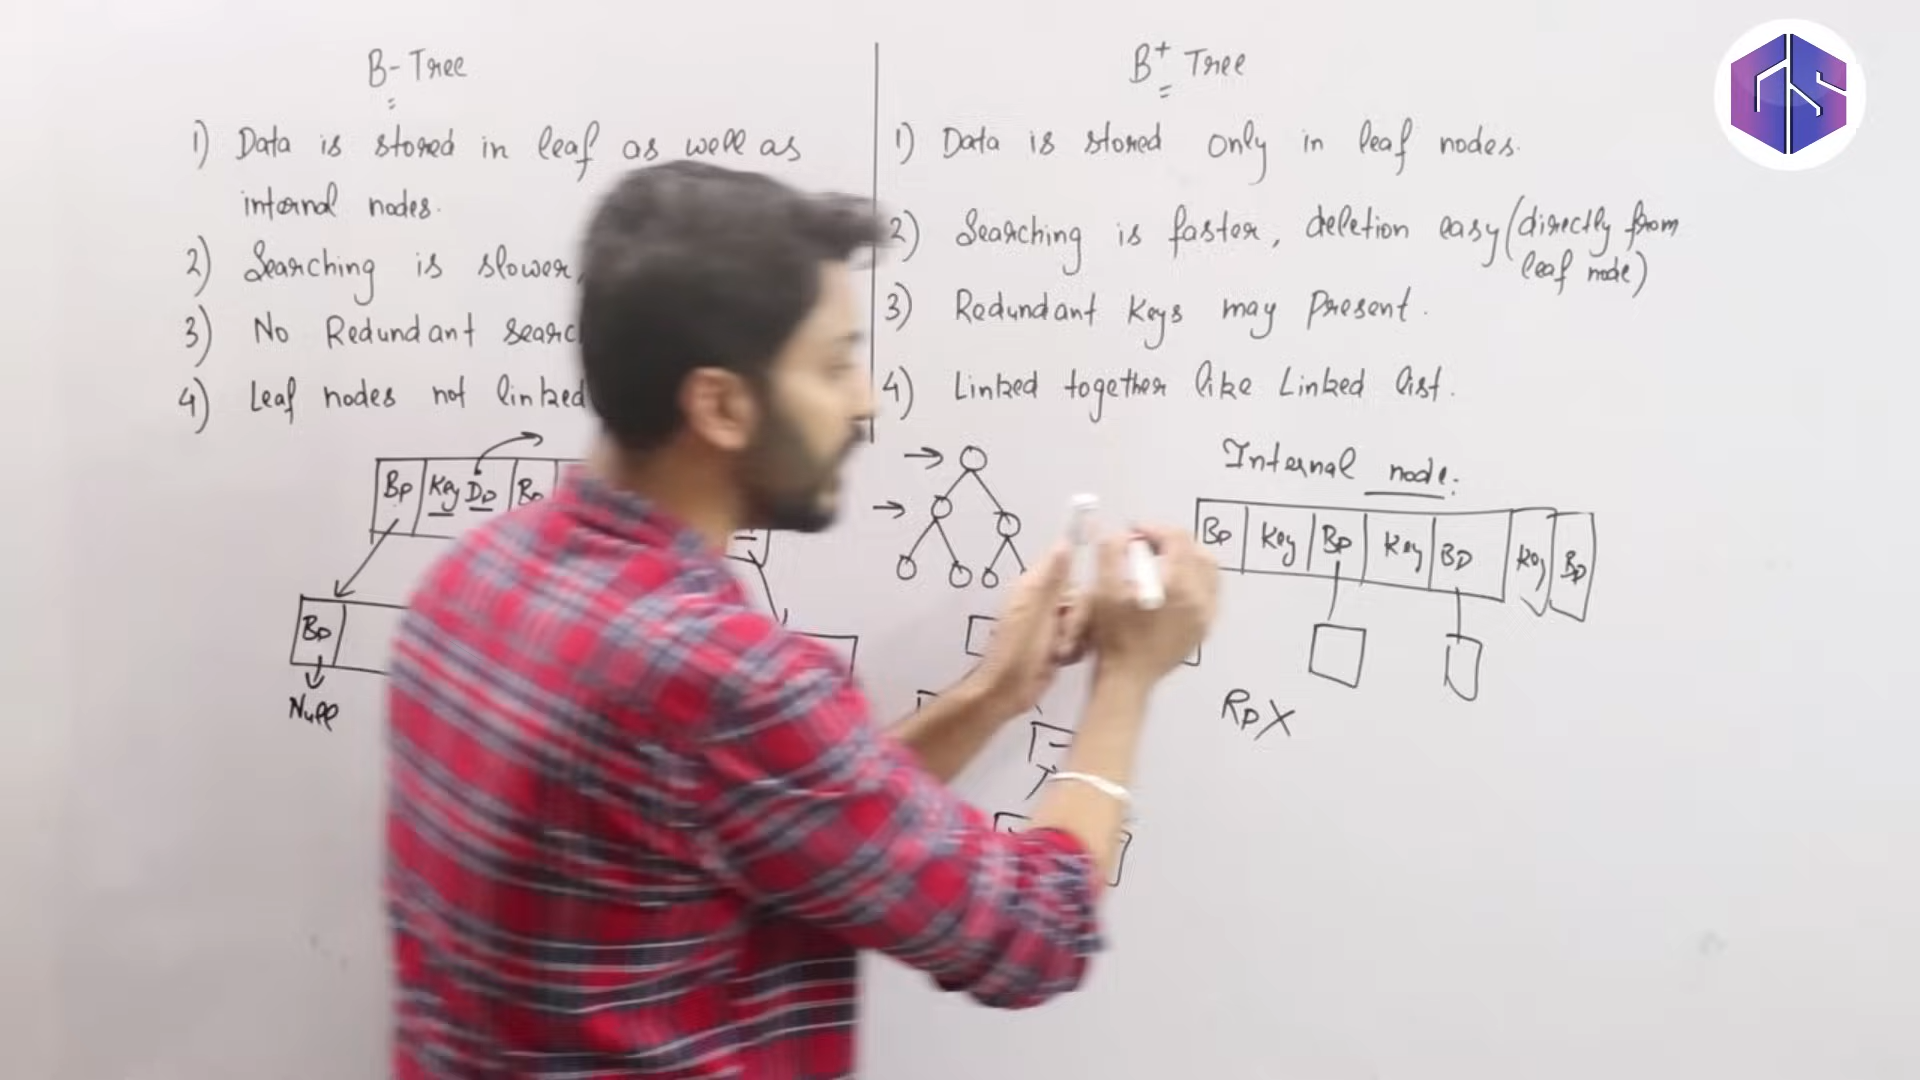 B- Tree
1) Data is stored in leaf as well as
internal nodes.
2) Searching is slower,
3) No Redundant
4) Leaf nodes not linked
Bp Key Dp Bp
Bp
Null
B+ Tree
1) Data is stored only in leaf nodes.
2) Searching is faster, deletion easy (directly from
leaf node)
3) Redundant Keys may Present.
4) Linked together like Linked list.
Internal node:
Bp Key Bp Key Bp Key Bp
Rp X